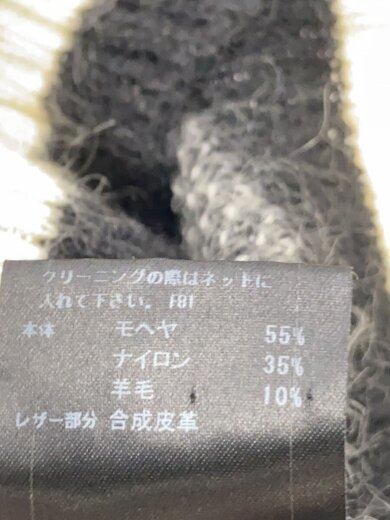 クリーニングの際はネットに
入れて下さい。
本体 モヘヤ 55%
ナイロン 35%
羊毛 10%
レザー部分 合成皮革